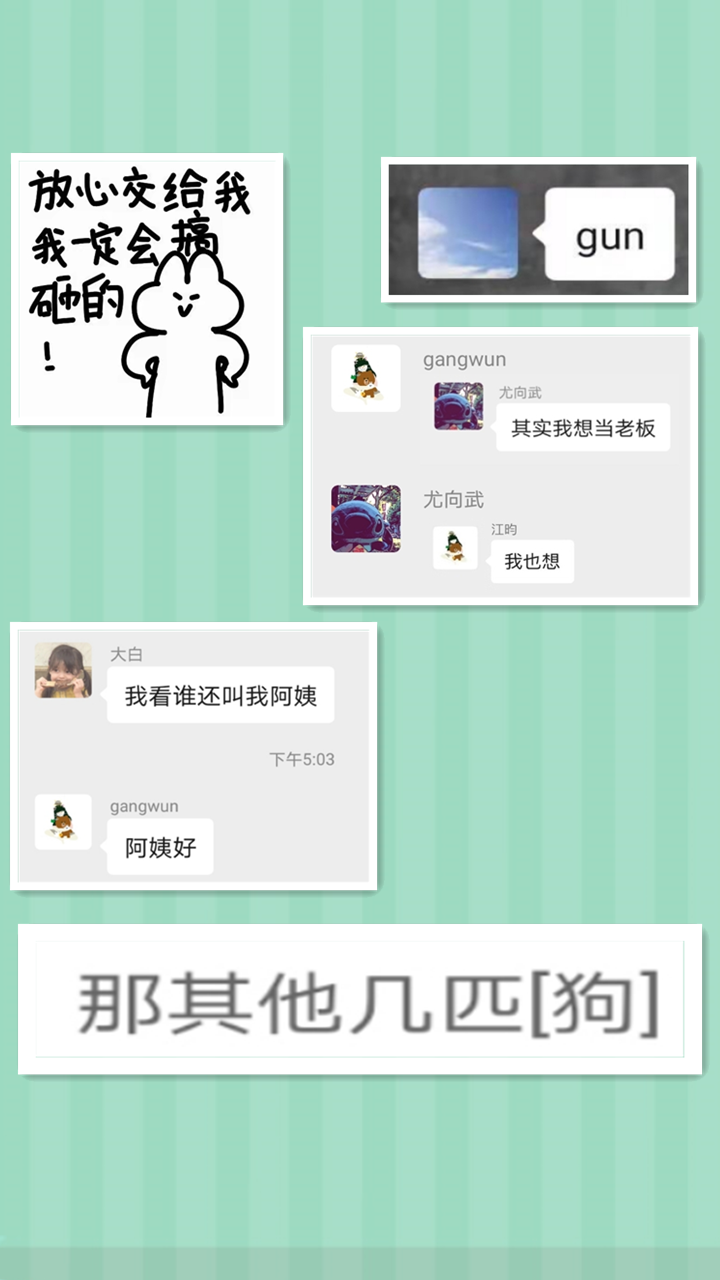 放心交给我
我一定会搞
砸的
！
gun
gangwun
尤向武
其实我想当老板
尤向武
江昀
我也想
大白
我看谁还叫我阿姨
下午5:03
gangwun
阿姨好
那其他几匹[狗]